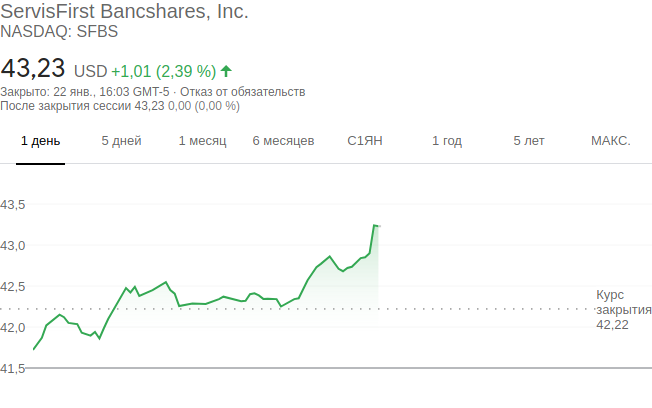 ServisFirst Bancshares, Inc.
NASDAQ: SFBS
43,23 USD +1,01 (2,39 %)
Закрыто: 22 янв., 16:03 GMT-5 · Отказ от обязательств
После закрытия сессии 43,23 0,00 (0,00 %)
1 день 5 дней 1 месяц 6 месяцев С1ЯН 1 год 5 лет МАКС.
43,5
43,0
42,5
Курс
закрытия
42,22
42,0
41,5